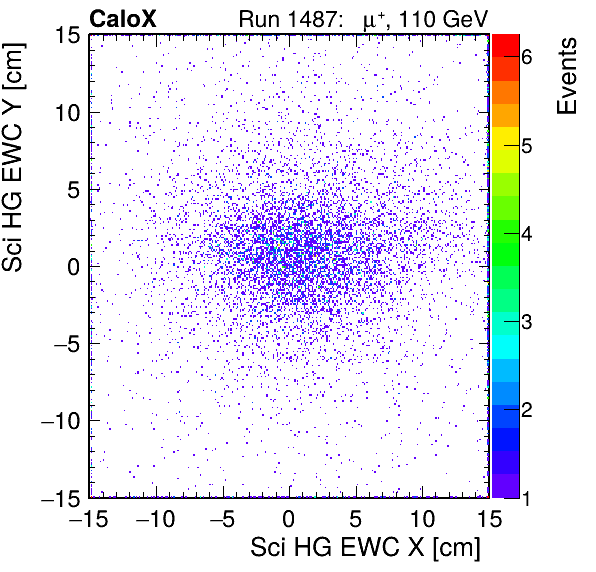 CaloX Run 1487: μ⁺, 110 GeV
Sci HG EWC Y [cm]
15
10
5
0
−5
−10
−15
−15 −10 −5 0 5 10 15
Sci HG EWC X [cm]
Events
6
5
4
3
2
1